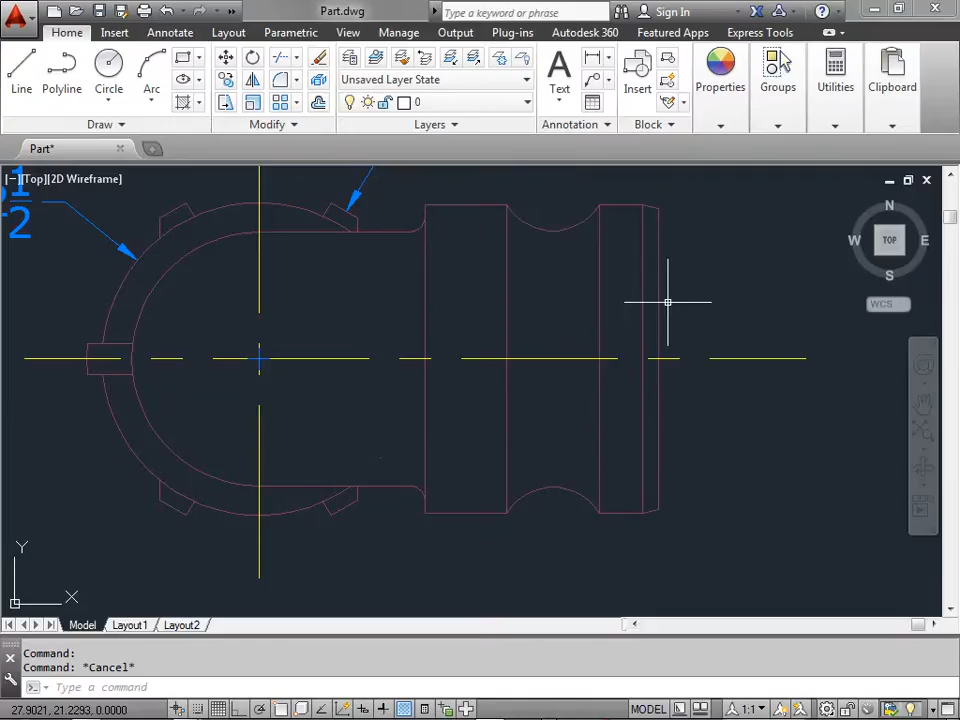 Part.dwg
Type a keyword or phrase
Sign In
Home Insert Annotate Layout Parametric View Manage Output Plug-ins Autodesk 360 Featured Apps Express Tools
Line Polyline Circle Arc
Unsaved Layer State
0
Text Insert Properties Groups Utilities Clipboard
Draw Modify Layers Annotation Block
Part*
[−][Top][2D Wireframe]
1
2
N
W TOP E
S
WCS
Y
X
Model Layout1 Layout2
Command:
Command: *Cancel*
Type a command
27.9021, 21.2293, 0.0000 MODEL 1:1